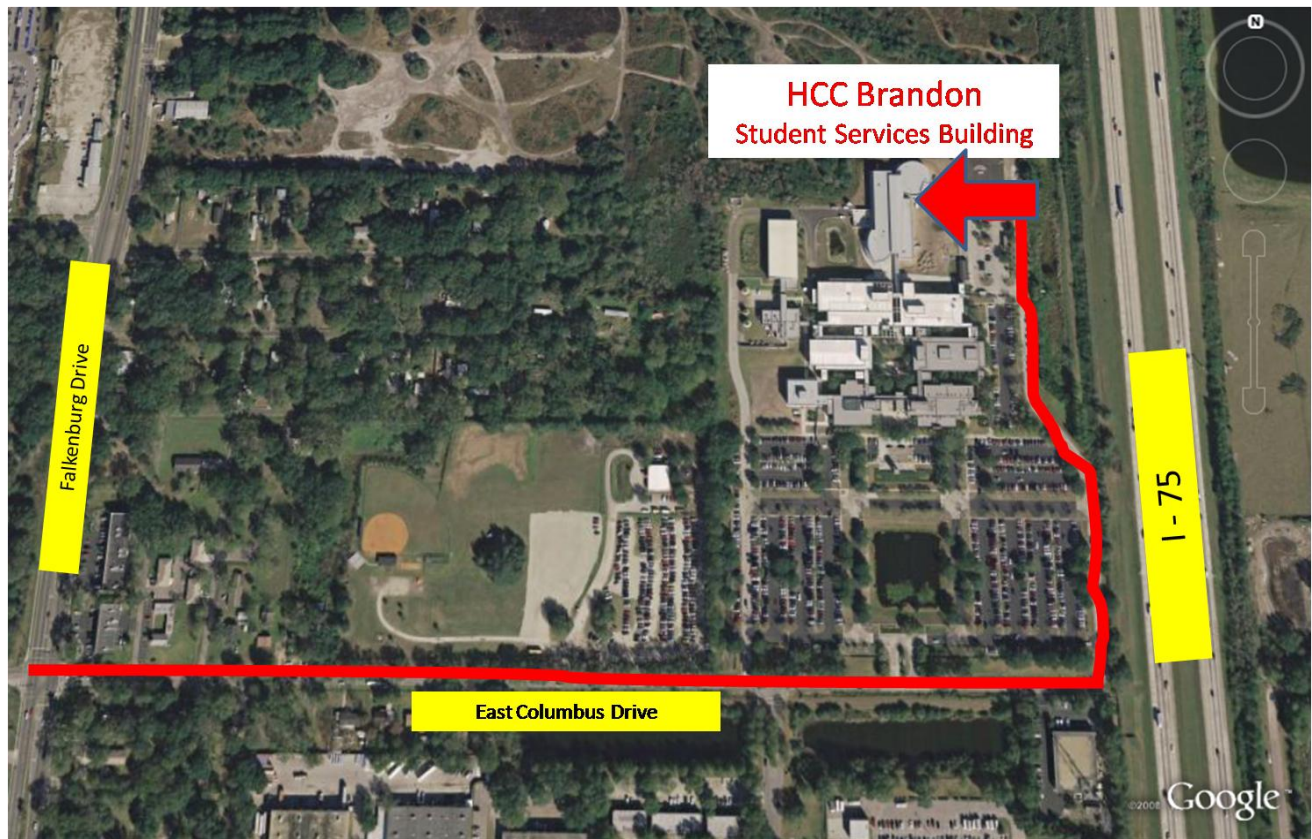 N
HCC Brandon
Student Services Building
Falkenburg Drive
I - 75
East Columbus Drive
©2008 Google